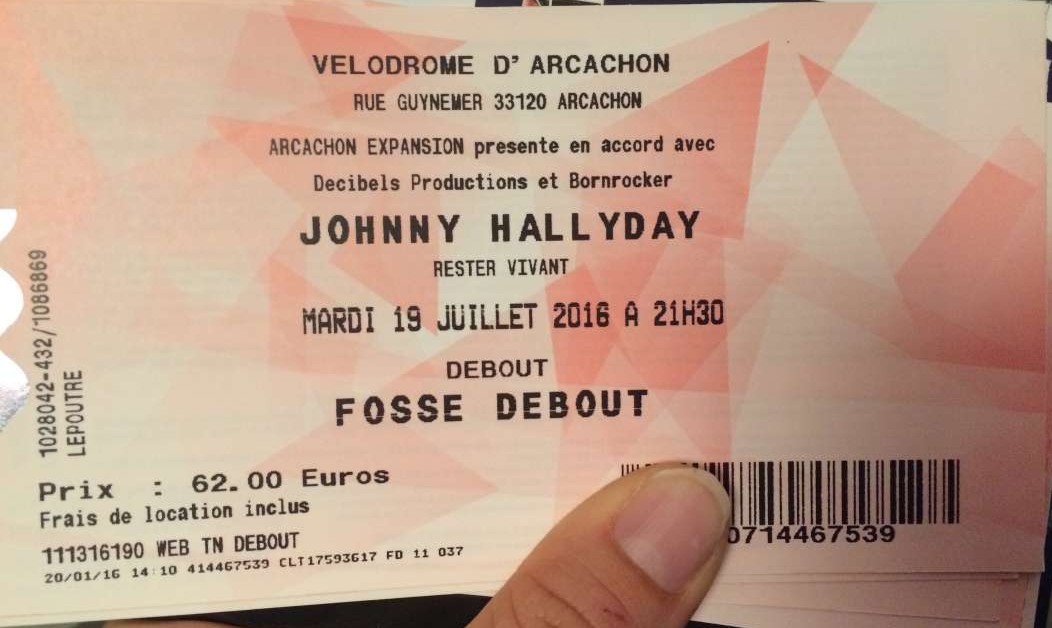 VELODROME D' ARCACHON
RUE GUYNEMER 33120 ARCACHON
ARCACHON EXPANSION presente en accord avec
Decibels Productions et Bornrocker
JOHNNY HALLYDAY
RESTER VIVANT
MARDI 19 JUILLET 2016 A 21H30
DEBOUT
FOSSE DEBOUT
1028042-432/1086869
LEPOUTRE
Prix : 62.00 Euros
Frais de location inclus
111316190 WEB TN DEBOUT
20/01/16 14:10 414467539 CLT17593617 FD 11 037
0714467539